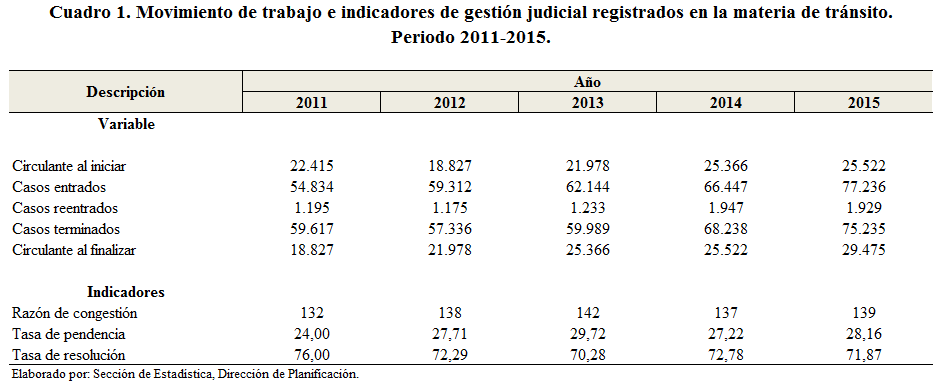 Cuadro 1. Movimiento de trabajo e indicadores de gestión judicial registrados en la materia de tránsito.
Periodo 2011-2015.
Descripción Año
2011 2012 2013 2014 2015
Variable
Circulante al iniciar 22.415 18.827 21.978 25.366 25.522
Casos entrados 54.834 59.312 62.144 66.447 77.236
Casos reentrados 1.195 1.175 1.233 1.947 1.929
Casos terminados 59.617 57.336 59.989 68.238 75.235
Circulante al finalizar 18.827 21.978 25.366 25.522 29.475
Indicadores
Razón de congestión 132 138 142 137 139
Tasa de pendencia 24,00 27,71 29,72 27,22 28,16
Tasa de resolución 76,00 72,29 70,28 72,78 71,87
Elaborado por: Sección de Estadística, Dirección de Planificación.